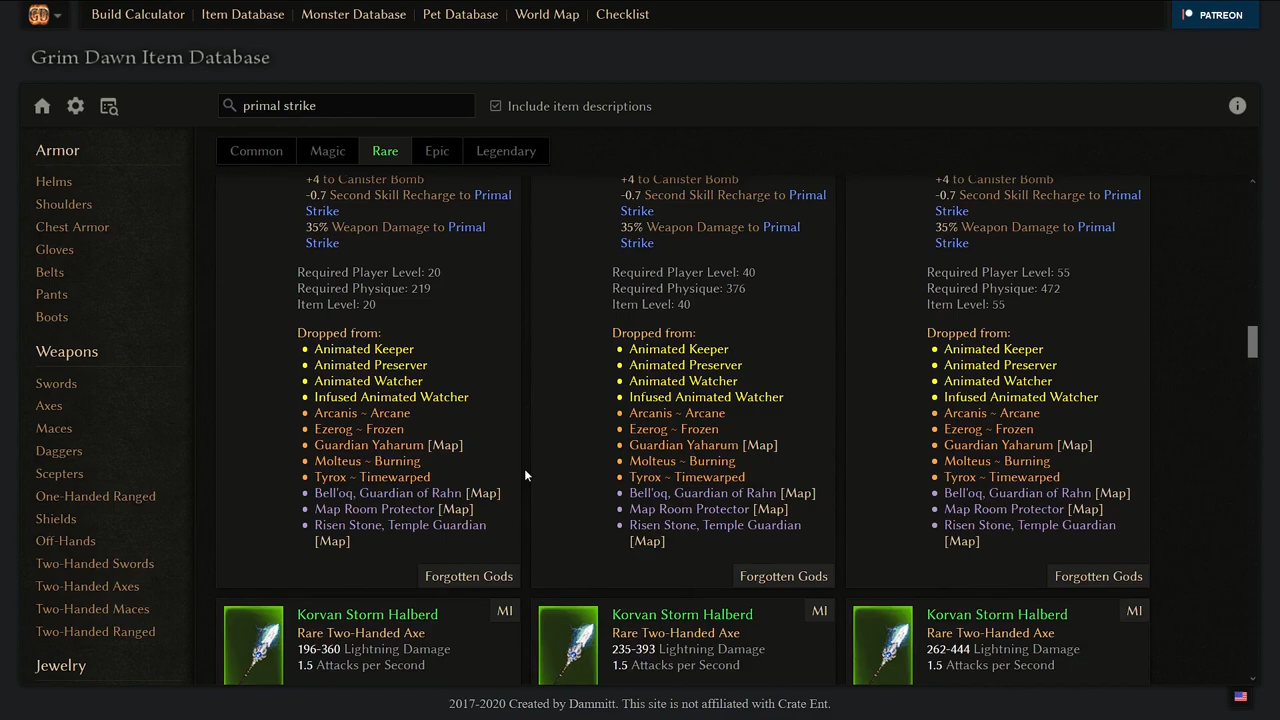 Build Calculator Item Database Monster Database Pet Database World Map Checklist PATREON
Grim Dawn Item Database
primal strike Include item descriptions
Common Magic Rare Epic Legendary
Armor
Helms
Shoulders
Chest Armor
Gloves
Belts
Pants
Boots
Weapons
Swords
Axes
Maces
Daggers
Scepters
One-Handed Ranged
Shields
Off-Hands
Two-Handed Swords
Two-Handed Axes
Two-Handed Maces
Two-Handed Ranged
Jewelry
+4 to Canister Bomb
-0.7 Second Skill Recharge to Primal
Strike
35% Weapon Damage to Primal
Strike
Required Player Level: 20
Required Physique: 219
Item Level: 20
Dropped from:
Animated Keeper
Animated Preserver
Animated Watcher
Infused Animated Watcher
Arcanis ~ Arcane
Ezerog ~ Frozen
Guardian Yaharum [Map]
Molteus ~ Burning
Tyrox ~ Timewarped
Bell'oq, Guardian of Rahn [Map]
Map Room Protector [Map]
Risen Stone, Temple Guardian
[Map]
Forgotten Gods
Korvan Storm Halberd MI
Rare Two-Handed Axe
196-360 Lightning Damage
1.5 Attacks per Second
+4 to Canister Bomb
-0.7 Second Skill Recharge to Primal
Strike
35% Weapon Damage to Primal
Strike
Required Player Level: 40
Required Physique: 376
Item Level: 40
Dropped from:
Animated Keeper
Animated Preserver
Animated Watcher
Infused Animated Watcher
Arcanis ~ Arcane
Ezerog ~ Frozen
Guardian Yaharum [Map]
Molteus ~ Burning
Tyrox ~ Timewarped
Bell'oq, Guardian of Rahn [Map]
Map Room Protector [Map]
Risen Stone, Temple Guardian
[Map]
Forgotten Gods
Korvan Storm Halberd MI
Rare Two-Handed Axe
235-393 Lightning Damage
1.5 Attacks per Second
+4 to Canister Bomb
-0.7 Second Skill Recharge to Primal
Strike
35% Weapon Damage to Primal
Strike
Required Player Level: 55
Required Physique: 472
Item Level: 55
Dropped from:
Animated Keeper
Animated Preserver
Animated Watcher
Infused Animated Watcher
Arcanis ~ Arcane
Ezerog ~ Frozen
Guardian Yaharum [Map]
Molteus ~ Burning
Tyrox ~ Timewarped
Bell'oq, Guardian of Rahn [Map]
Map Room Protector [Map]
Risen Stone, Temple Guardian
[Map]
Forgotten Gods
Korvan Storm Halberd MI
Rare Two-Handed Axe
262-444 Lightning Damage
1.5 Attacks per Second
2017-2020 Created by Dammitt. This site is not affiliated with Crate Ent.